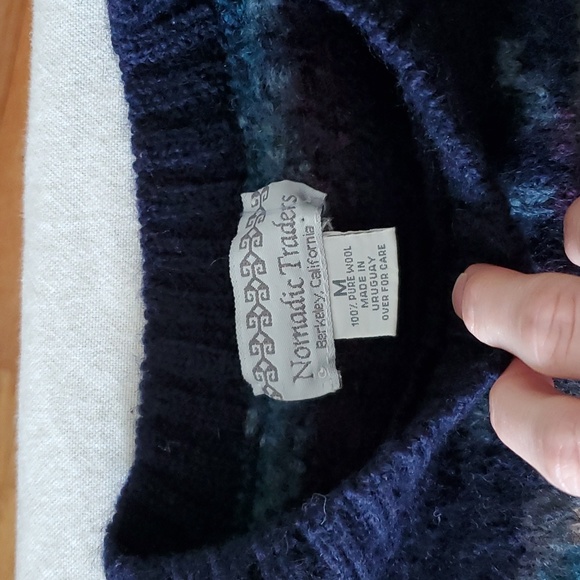 Nomadic Traders
Berkeley, California
M
100% PURE WOOL
MADE IN
URUGUAY
OVER FOR CARE